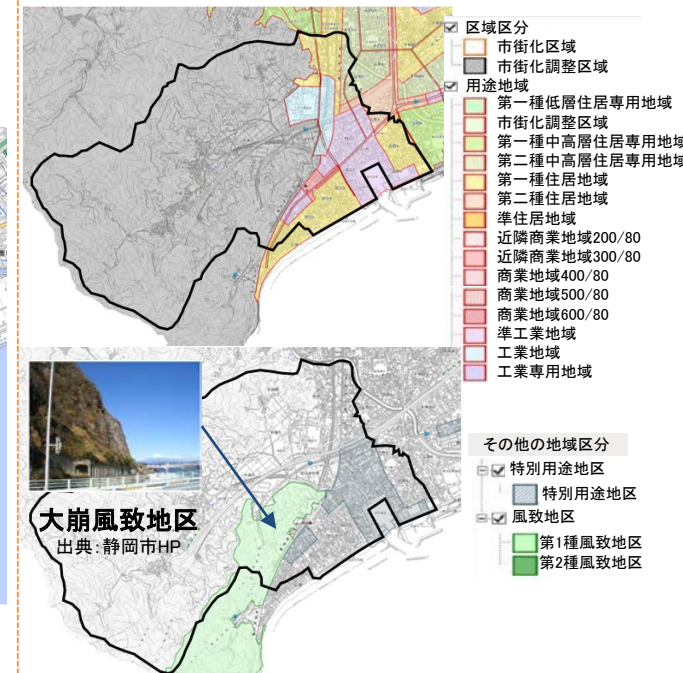 区域区分
市街化区域
市街化調整区域
用途地域
第一種低層住居専用地域
市街化調整区域
第一種中高層住居専用地域
第二種中高層住居専用地域
第一種住居地域
第二種住居地域
準住居地域
近隣商業地域200/80
近隣商業地域300/80
商業地域400/80
商業地域500/80
商業地域600/80
準工業地域
工業地域
工業専用地域
大崩風致地区
出典:静岡市HP
その他の地域区分
特別用途地区
特別用途地区
風致地区
第1種風致地区
第2種風致地区